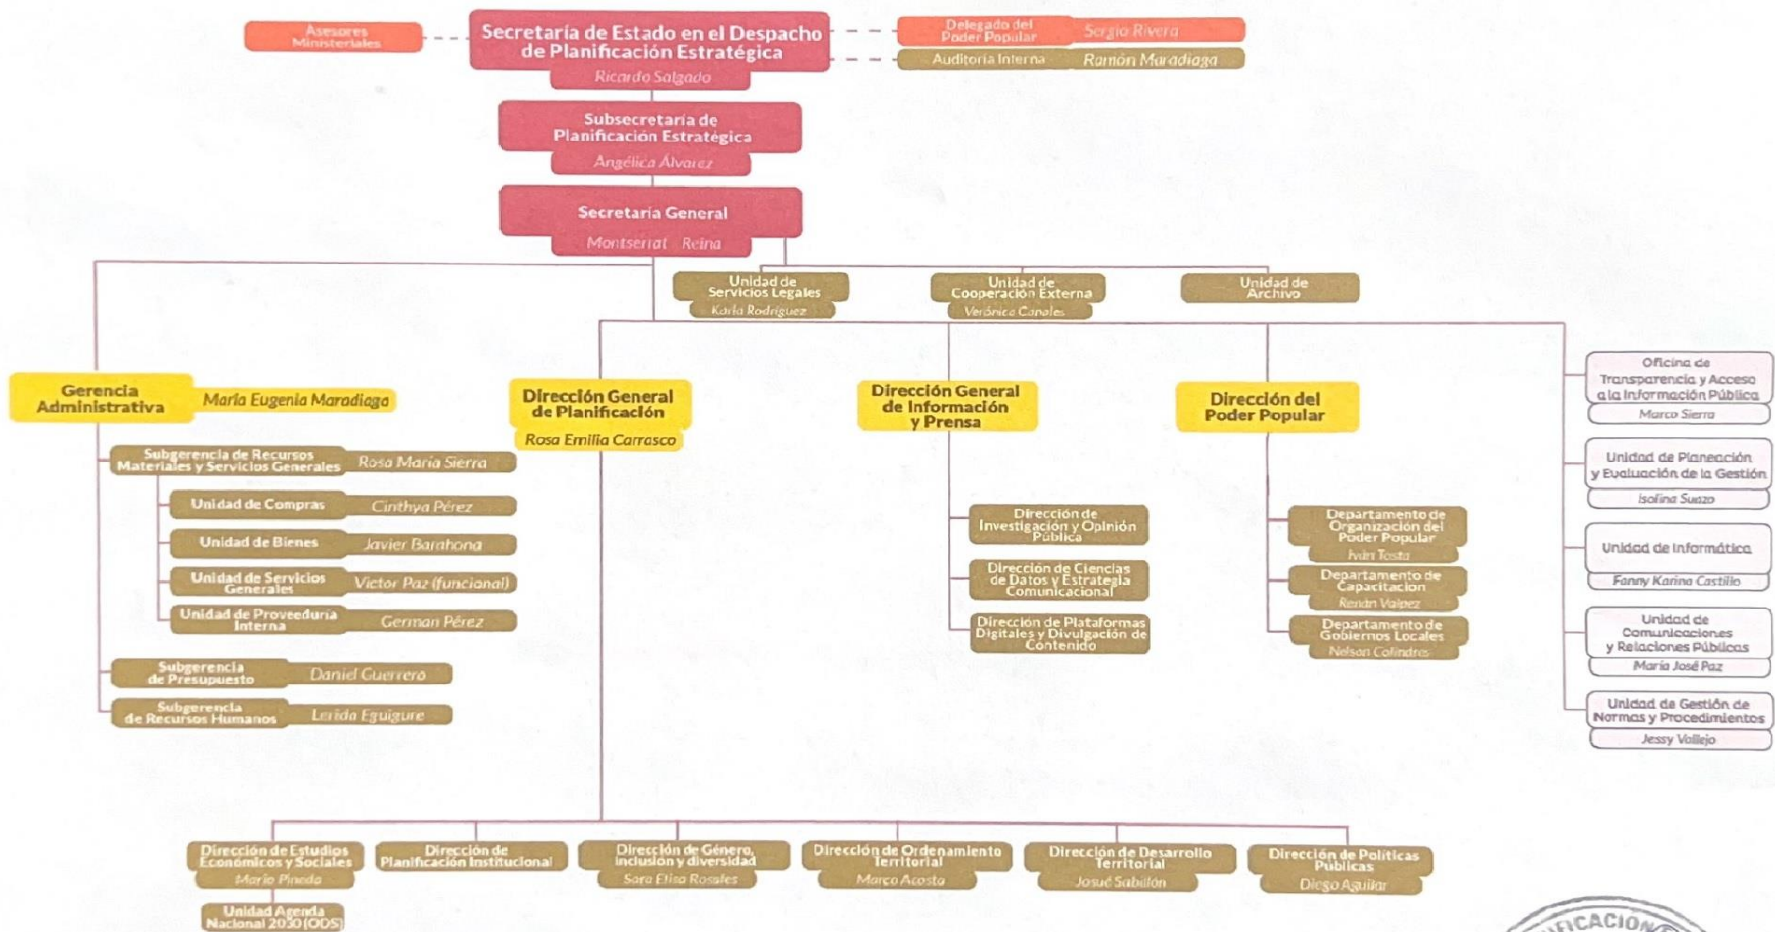 Asesores
Ministeriales
Secretaría de Estado en el Despacho
de Planificación Estratégica
Ricardo Salgado
Delegado del
Poder Popular
Sergio Rivera
Auditoría Interna
Ramón Maradiaga
Subsecretaría de
Planificación Estratégica
Angélica Álvarez
Secretaría General
Montserrat Reina
Unidad de
Servicios Legales
Karla Rodríguez
Unidad de
Cooperación Externa
Verónica Canales
Unidad de
Archivo
Gerencia
Administrativa
María Eugenia Maradiaga
Subgerencia de Recursos
Materiales y Servicios Generales
Rosa María Sierra
Unidad de Compras
Cinthya Pérez
Unidad de Bienes
Javier Barahona
Unidad de Servicios
Generales
Victor Paz (funcional)
Unidad de Proveeduría
Interna
German Pérez
Subgerencia
de Presupuesto
Daniel Guerrero
Subgerencia
de Recursos Humanos
Lerida Eguigure
Dirección General
de Planificación
Rosa Emilia Carrasco
Dirección General
de Información
y Prensa
Dirección de
Investigación y Opinión
Pública
Dirección de Ciencias
de Datos y Estrategia
Comunicacional
Dirección de Plataformas
Digitales y Divulgación de
Contenido
Dirección del
Poder Popular
Departamento de
Organización del
Poder Popular
Iván Tosta
Departamento de
Capacitacion
Renán Valpez
Departamento de
Gobiernos Locales
Nelson Colindres
Oficina de
Transparencia y Acceso
a la Información Pública
Marco Sierra
Unidad de Planeación
y Evaluación de la Gestión
Isolina Suazo
Unidad de Informática
Fanny Karina Castillo
Unidad de
Comunicaciones
y Relaciones Públicas
María José Paz
Unidad de Gestión de
Normas y Procedimientos
Jessy Vallejo
Dirección de Estudios
Económicos y Sociales
Mario Pineda
Unidad Agenda
Nacional 2030 (ODS)
Dirección de
Planificación Institucional
Dirección de Género,
inclusión y diversidad
Sara Elisa Rosales
Dirección de Ordenamiento
Territorial
Marco Acosta
Dirección de Desarrollo
Territorial
Josué Sabillón
Dirección de Políticas
Públicas
Diego Aguilar